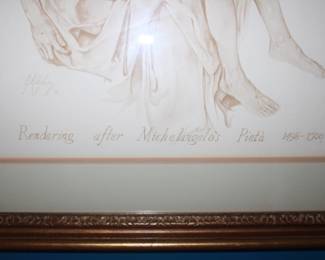 Rendering after Michelangelo's Pietà 1498-1500